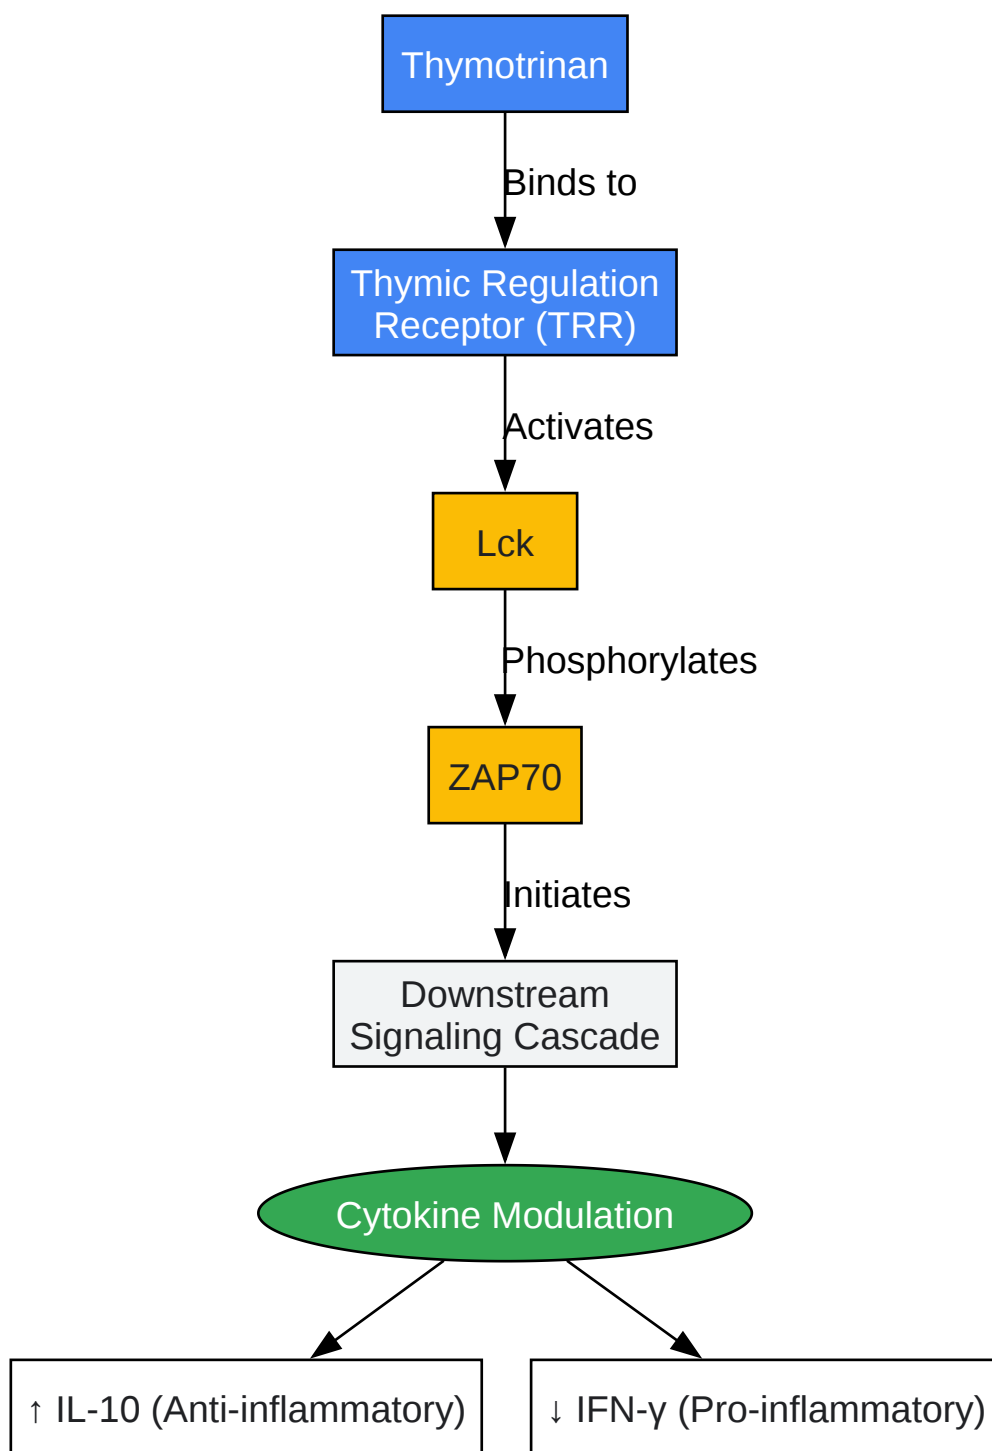 Thymotrinan
Binds to
Thymic Regulation
Receptor (TRR)
Activates
Lck
Phosphorylates
ZAP70
Initiates
Downstream
Signaling Cascade
Cytokine Modulation
↑ IL-10 (Anti-inflammatory)
↓ IFN-γ (Pro-inflammatory)